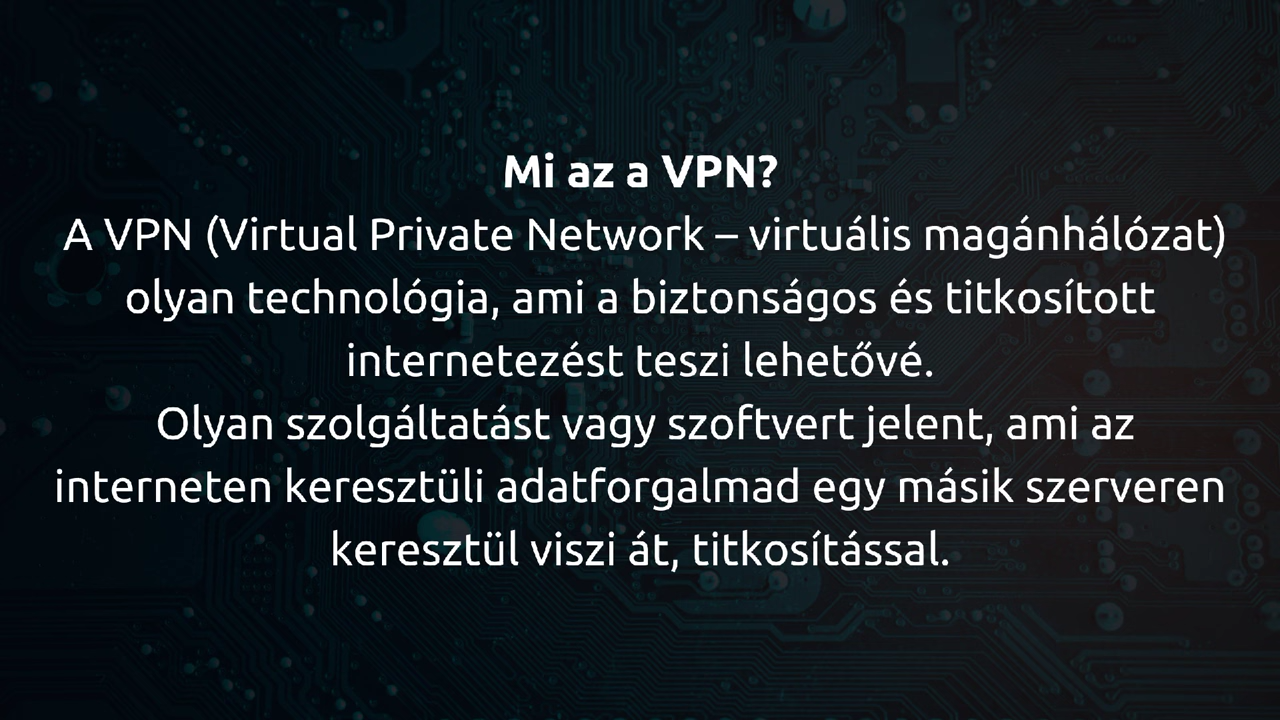 Mi az a VPN?
A VPN (Virtual Private Network – virtuális magánhálózat)
olyan technológia, ami a biztonságos és titkosított
internetezést teszi lehetővé.
Olyan szolgáltatást vagy szoftvert jelent, ami az
interneten keresztüli adatforgalmad egy másik szerveren
keresztül viszi át, titkosítással.